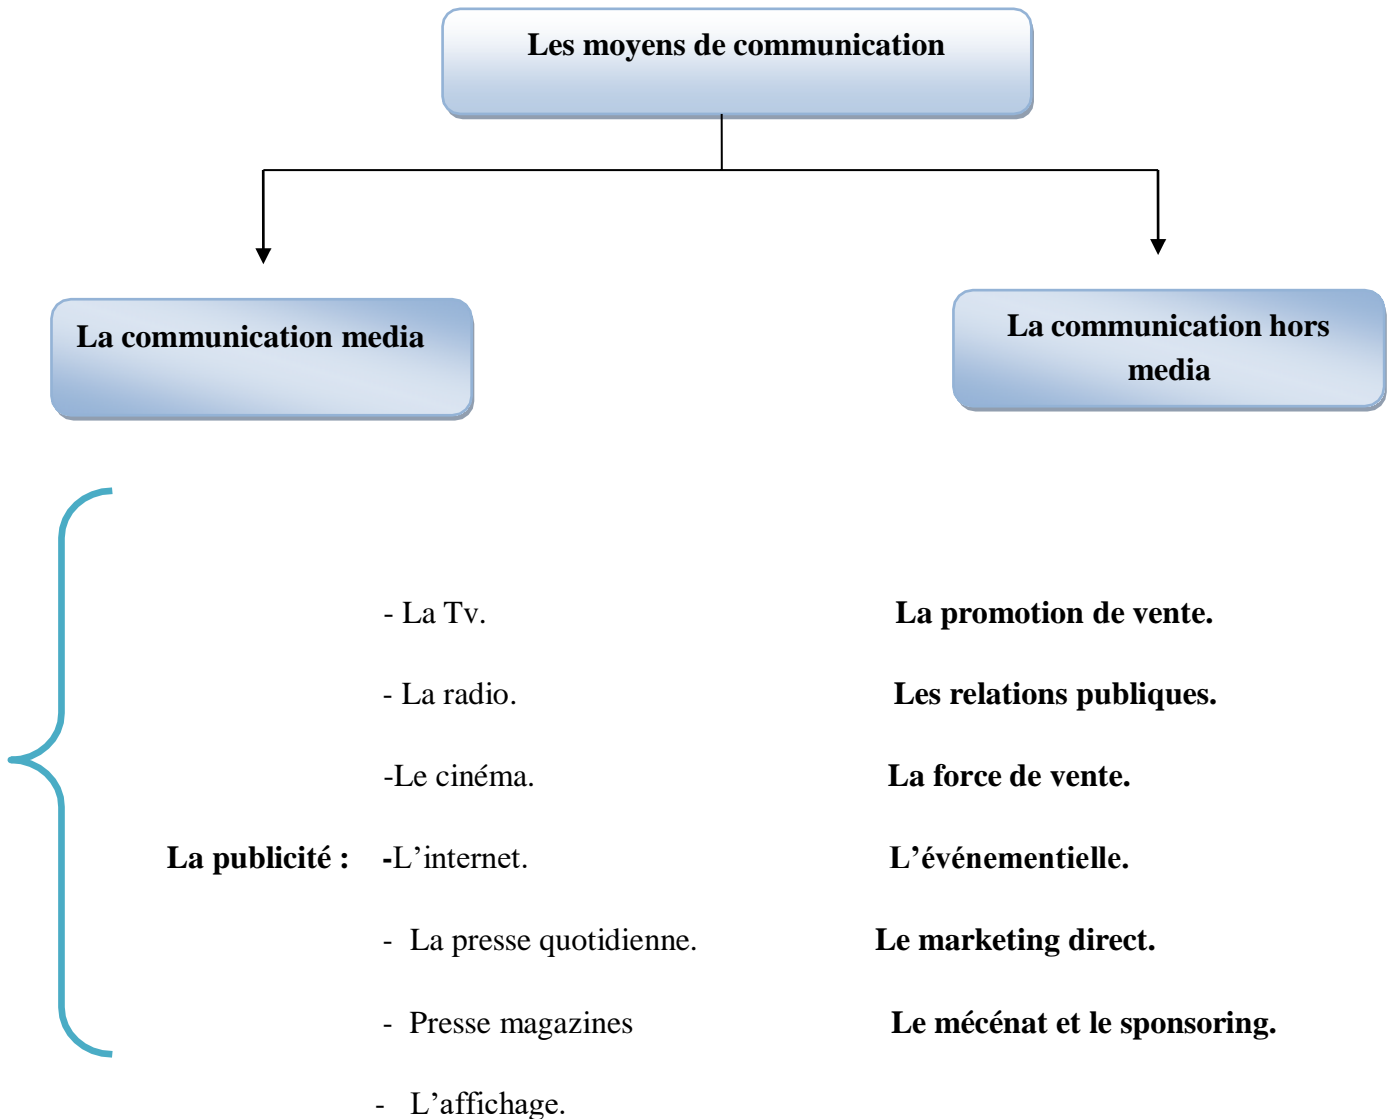 Les moyens de communication
La communication media
La communication hors
media
- La Tv.
La promotion de vente.
- La radio.
Les relations publiques.
-Le cinéma.
La force de vente.
La publicité : -L’internet.
L’événementielle.
- La presse quotidienne.
Le marketing direct.
- Presse magazines
Le mécénat et le sponsoring.
- L’affichage.